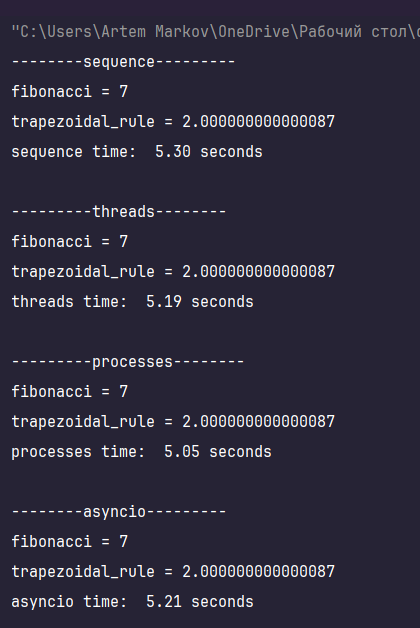 "C:\Users\Artem Markov\OneDrive\Рабочий стол\
--------sequence---------
fibonacci = 7
trapezoidal_rule = 2.000000000000087
sequence time:  5.30 seconds
---------threads--------
fibonacci = 7
trapezoidal_rule = 2.000000000000087
threads time:  5.19 seconds
---------processes--------
fibonacci = 7
trapezoidal_rule = 2.000000000000087
processes time:  5.05 seconds
--------asyncio---------
fibonacci = 7
trapezoidal_rule = 2.000000000000087
asyncio time:  5.21 seconds